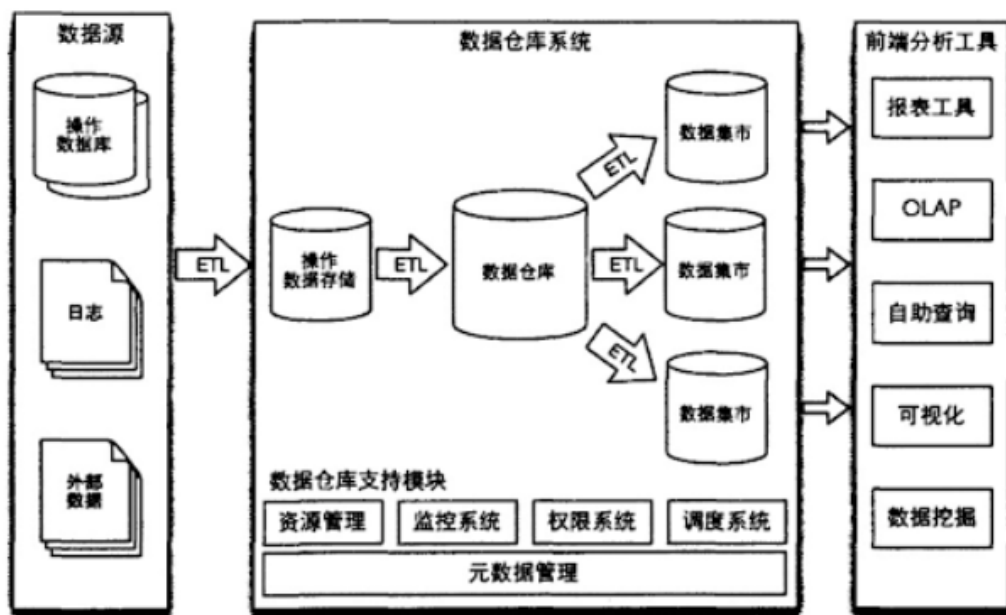 数据源
操作
数据库
日志
外部
数据
ETL
数据仓库系统
操作
数据存储
ETL
数据仓库
ETL
ETL
ETL
数据集市
数据集市
数据集市
数据仓库支持模块
资源管理
监控系统
权限系统
调度系统
元数据管理
前端分析工具
报表工具
OLAP
自助查询
可视化
数据挖掘